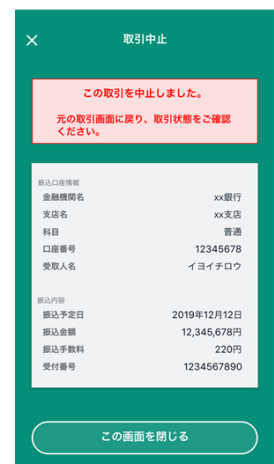 取引中止
この取引を中止しました。
元の取引画面に戻り、取引状態をご確認
ください。
振込口座情報
金融機関名 xx銀行
支店名 xx支店
科目 普通
口座番号 12345678
受取人名 イヨイチロウ
振込内容
振込予定日 2019年12月12日
振込金額 12,345,678円
振込手数料 220円
受付番号 1234567890
この画面を閉じる